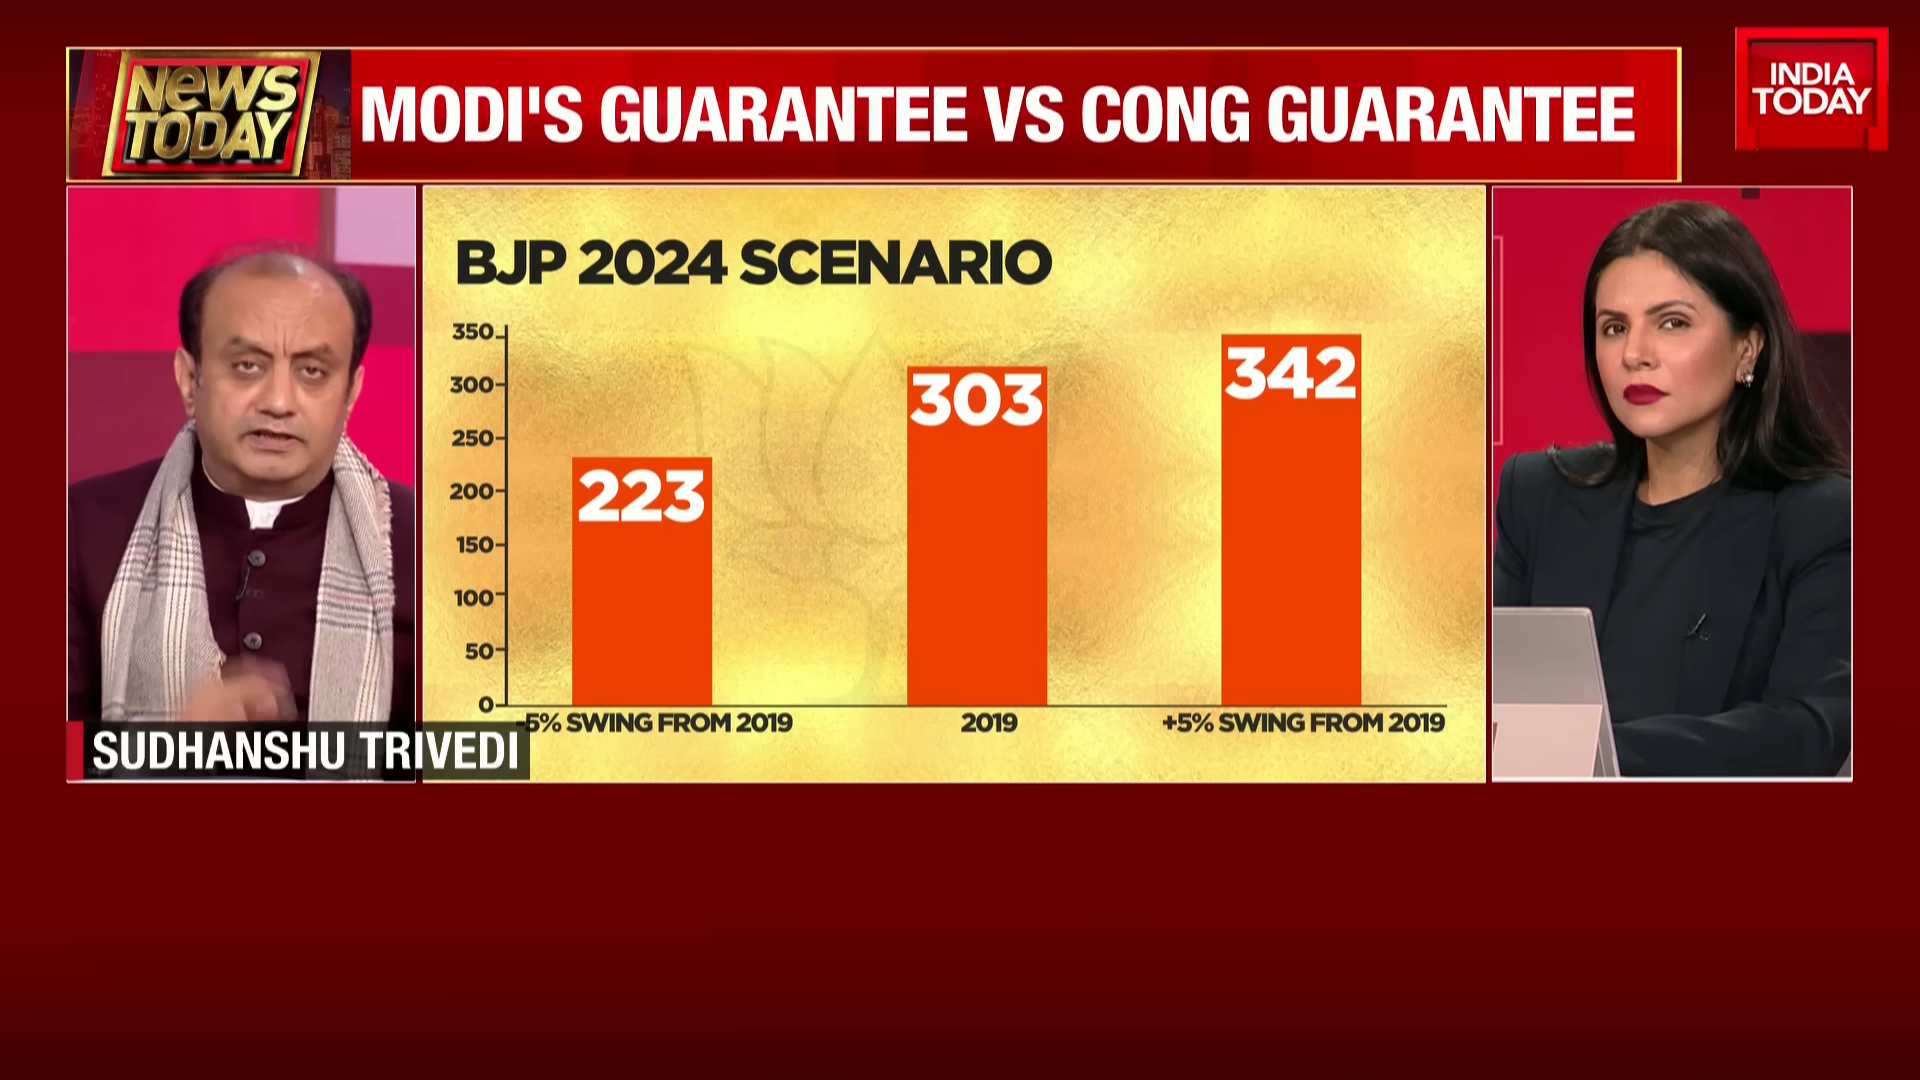 NEWS
TODAY
MODI'S GUARANTEE VS CONG GUARANTEE
INDIA
TODAY
BJP 2024 SCENARIO
350
300
250
200
150
100
50
0
223
303
342
-5% SWING FROM 2019
2019
+5% SWING FROM 2019
SUDHANSHU TRIVEDI